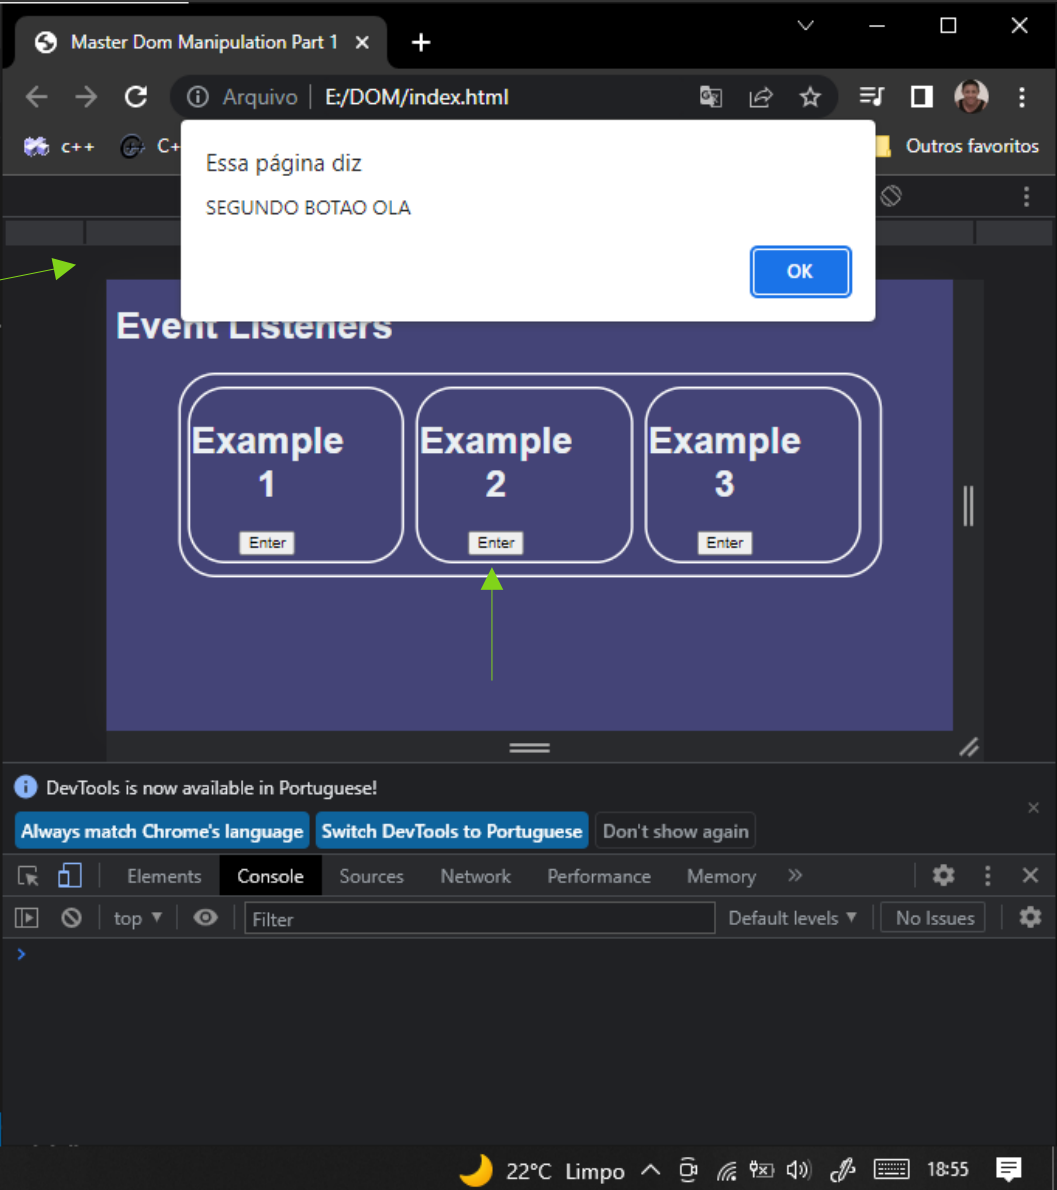 Master Dom Manipulation Part 1
Arquivo | E:/DOM/index.html
c++ C+ Outros favoritos
Essa página diz
SEGUNDO BOTAO OLA
OK
Event Listeners
Example 1
Enter
Example 2
Enter
Example 3
Enter
DevTools is now available in Portuguese!
Always match Chrome's language Switch DevTools to Portuguese Don't show again
Elements Console Sources Network Performance Memory »
top Filter Default levels No Issues
22°C Limpo 18:55